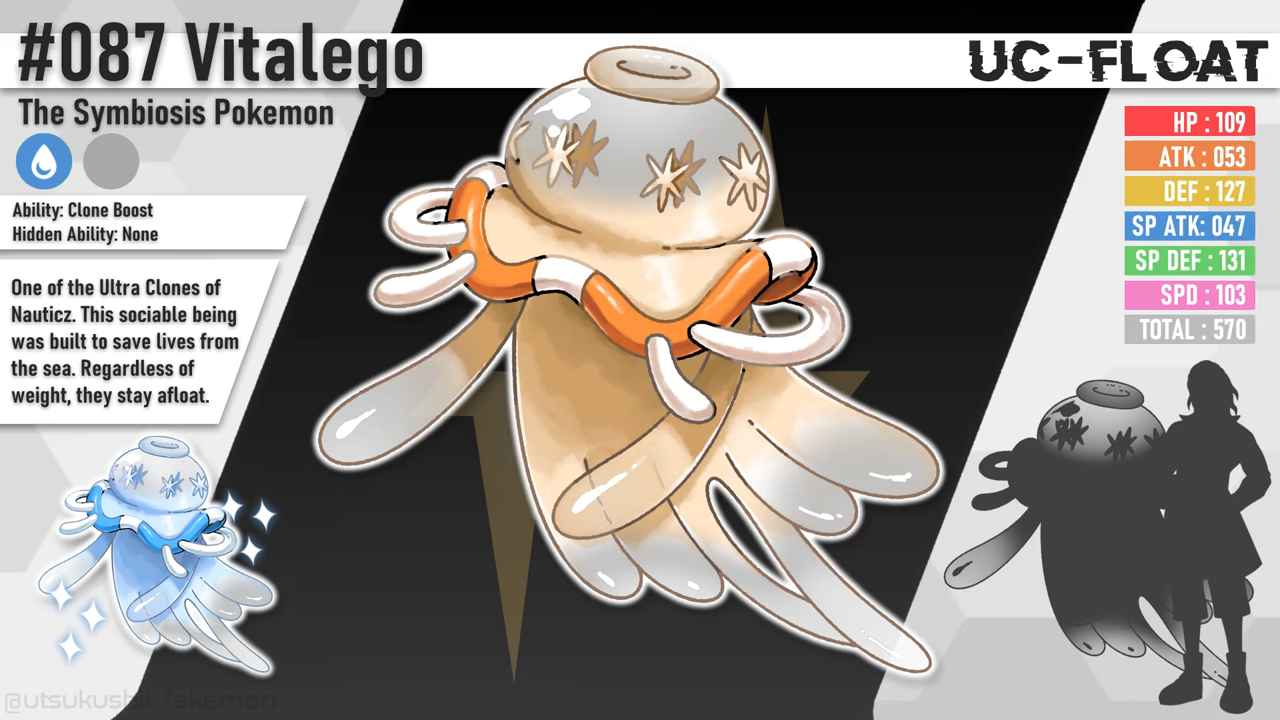 #087 Vitalego
UC-FLOAT
The Symbiosis Pokemon
Ability: Clone Boost
Hidden Ability: None
One of the Ultra Clones of
Nauticz. This sociable being
was built to save lives from
the sea. Regardless of
weight, they stay afloat.
HP : 109
ATK : 053
DEF : 127
SP ATK: 047
SP DEF : 131
SPD : 103
TOTAL : 570
@utsukushii_fakemon